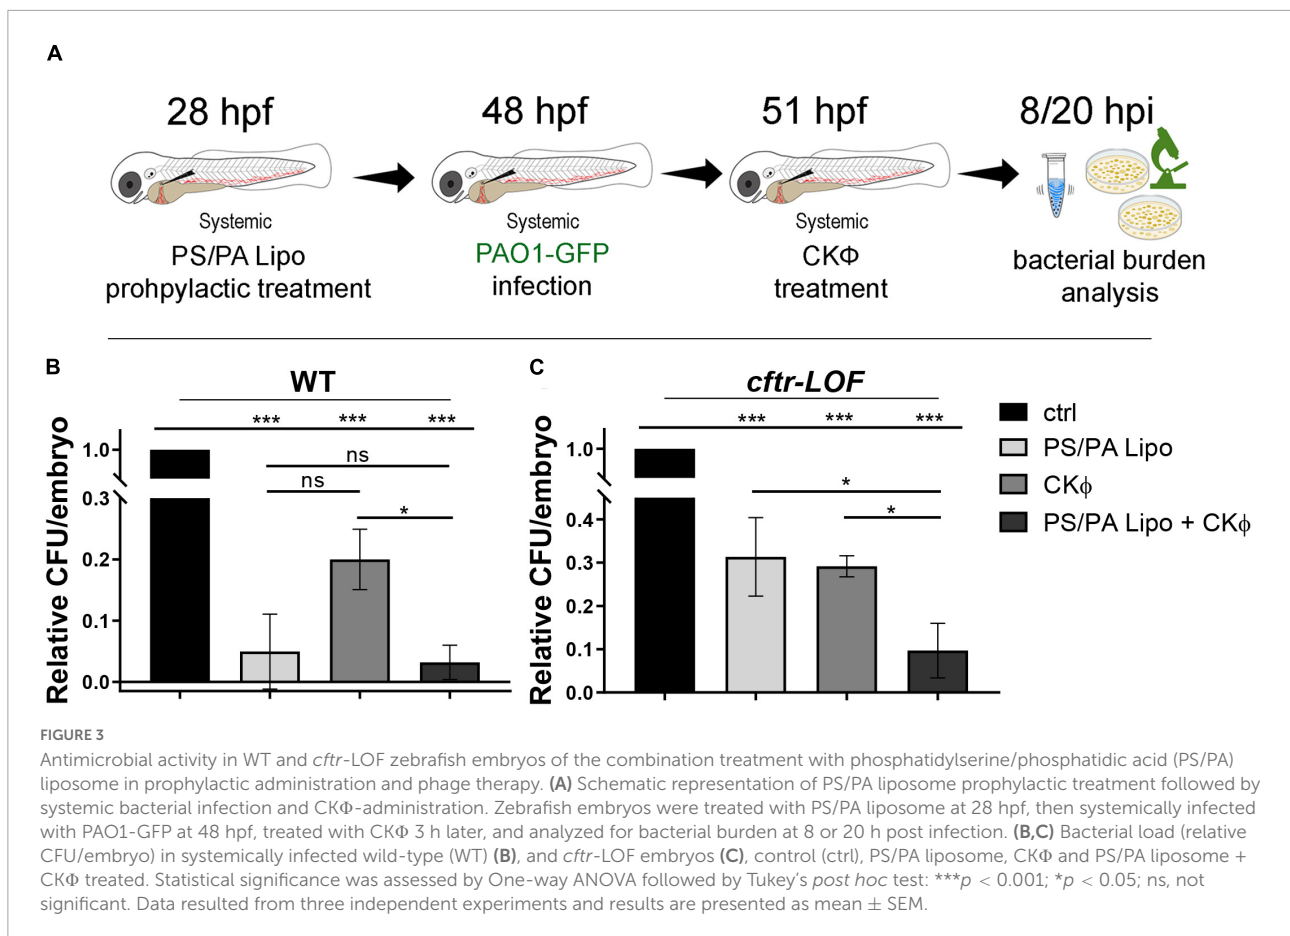 A
28 hpf
48 hpf
51 hpf
8/20 hpi
Systemic
PS/PA Lipo
prohpylactic treatment
Systemic
PAO1-GFP
infection
Systemic
CKΦ
treatment
bacterial burden
analysis
B
WT
*** *** ***
ns
ns
*
Relative CFU/embryo
1.0
0.3
0.2
0.1
0.0
C
cftr-LOF
*** *** ***
*
*
Relative CFU/embryo
1.0
0.4
0.3
0.2
0.1
0.0
ctrl
PS/PA Lipo
CKϕ
PS/PA Lipo + CKϕ
FIGURE 3
Antimicrobial activity in WT and cftr-LOF zebrafish embryos of the combination treatment with phosphatidylserine/phosphatidic acid (PS/PA)
liposome in prophylactic administration and phage therapy. (A) Schematic representation of PS/PA liposome prophylactic treatment followed by
systemic bacterial infection and CKΦ-administration. Zebrafish embryos were treated with PS/PA liposome at 28 hpf, then systemically infected
with PAO1-GFP at 48 hpf, treated with CKΦ 3 h later, and analyzed for bacterial burden at 8 or 20 h post infection. (B,C) Bacterial load (relative
CFU/embryo) in systemically infected wild-type (WT) (B), and cftr-LOF embryos (C), control (ctrl), PS/PA liposome, CKΦ and PS/PA liposome +
CKΦ treated. Statistical significance was assessed by One-way ANOVA followed by Tukey's post hoc test: ***p < 0.001; *p < 0.05; ns, not
significant. Data resulted from three independent experiments and results are presented as mean ± SEM.